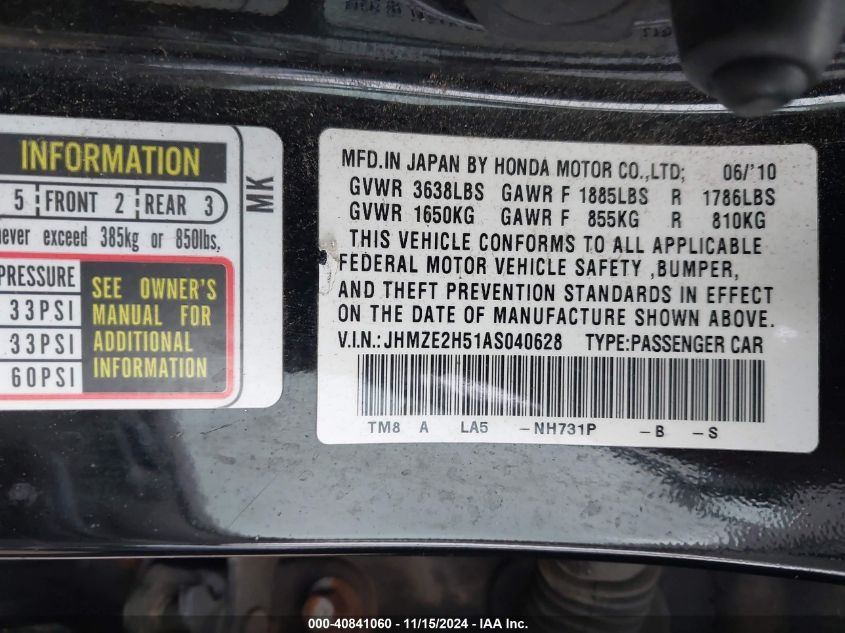 INFORMATION
5 FRONT 2 REAR 3
never exceed 385kg or 850lbs.
PRESSURE
33PSI
33PSI
60PSI
SEE OWNER'S
MANUAL FOR
ADDITIONAL
INFORMATION
MK
MFD.IN JAPAN BY HONDA MOTOR CO.,LTD; 06/'10
GVWR 3638LBS GAWR F 1885LBS R 1786LBS
GVWR 1650KG GAWR F 855KG R 810KG
THIS VEHICLE CONFORMS TO ALL APPLICABLE
FEDERAL MOTOR VEHICLE SAFETY ,BUMPER,
AND THEFT PREVENTION STANDARDS IN EFFECT
ON THE DATE OF MANUFACTURE SHOWN ABOVE.
V.I.N.:JHMZE2H51AS040628 TYPE:PASSENGER CAR
TM8 A LA5 -NH731P -B -S
000-40841060 - 11/15/2024 - IAA Inc.